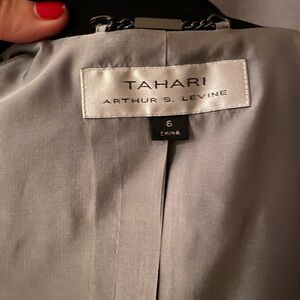 TAHARI
ARTHUR S. LEVINE
6
CHINA